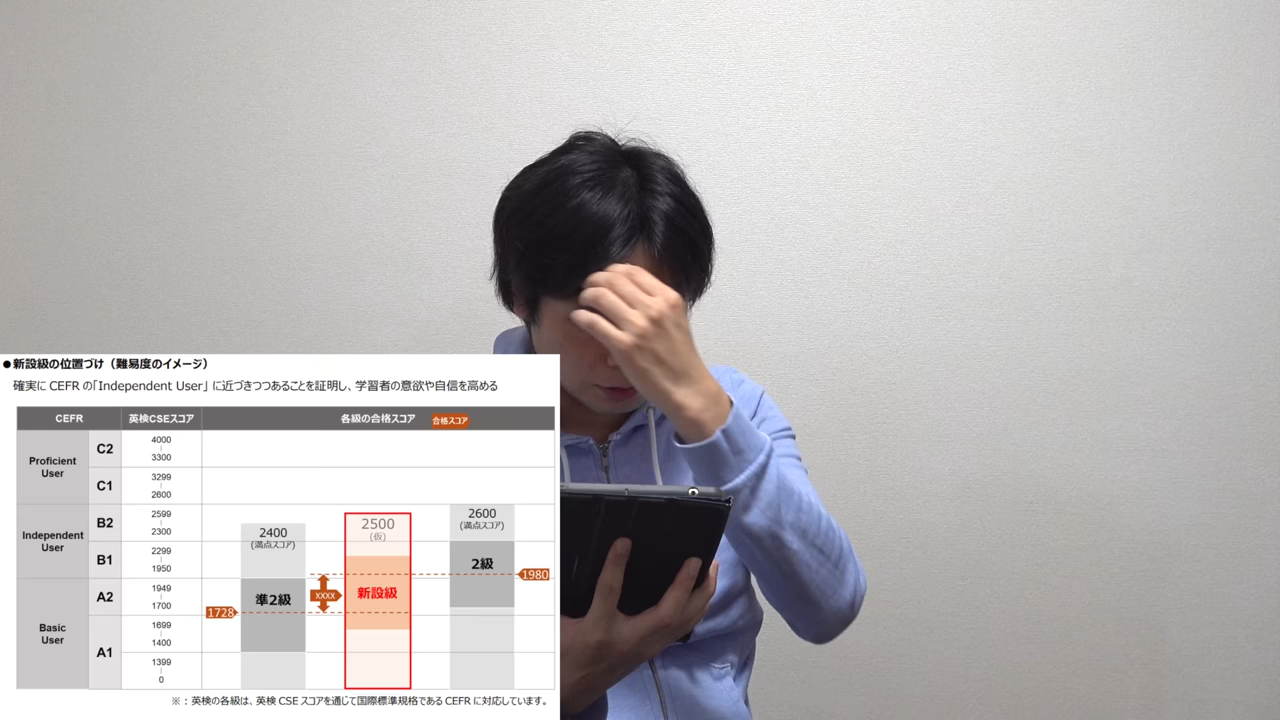 ●新設級の位置づけ（難易度のイメージ）
確実に CEFR の「Independent User」 に近づきつつあることを証明し、学習者の意欲や自信を高める
CEFR 英検CSEスコア 各級の合格スコア 合格スコア
Proficient User
C2
4000
|
3300
C1
3299
|
2600
Independent User
B2
2599
|
2300
B1
2299
|
1950
Basic User
A2
1949
|
1700
A1
1699
|
1400
1399
|
0
2400
(満点スコア)
準2級
1728
XXXX
2500
(仮)
新設級
2600
(満点スコア)
2級
1980
※：英検の各級は、英検 CSE スコアを通じて国際標準規格である CEFR に対応しています。